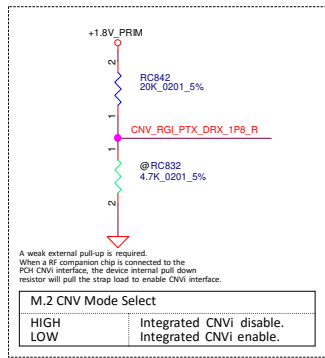 +1.8V_PRIM
2
RC842
20K_0201_5%
1
CNV_RGI_PTX_DRX_1P8_R
1
@RC832
4.7K_0201_5%
2
A weak external pull-up is required.
When a RF companion chip is connected to the
PCH CNVi interface, the device internal pull down
resistor will pull the strap load to enable CNVi interface.
M.2 CNV Mode Select
HIGH Integrated CNVi disable.
LOW Integrated CNVi enable.